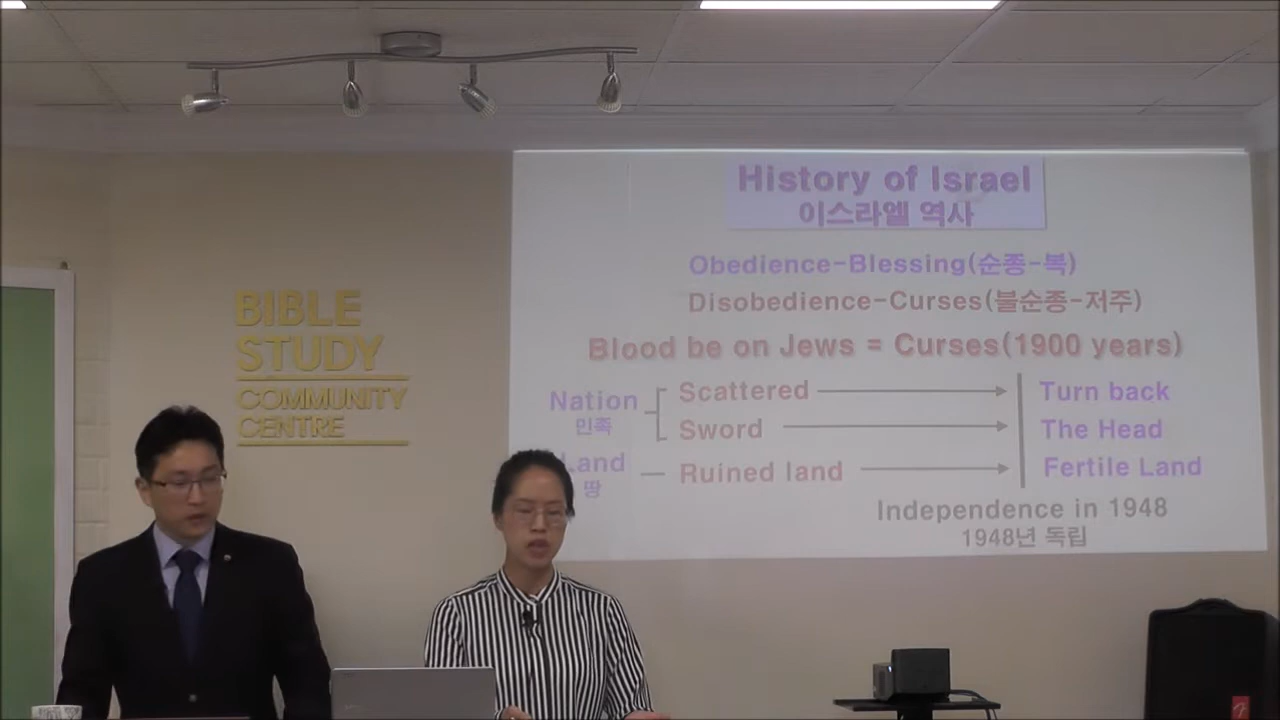 BIBLE
STUDY
COMMUNITY
CENTRE
History of Israel
이스라엘 역사
Obedience-Blessing(순종-복)
Disobedience-Curses(불순종-저주)
Blood be on Jews = Curses(1900 years)
Nation
민족
Scattered
Turn back
Sword
The Head
Land
땅
Ruined land
Fertile Land
Independence in 1948
1948년 독립